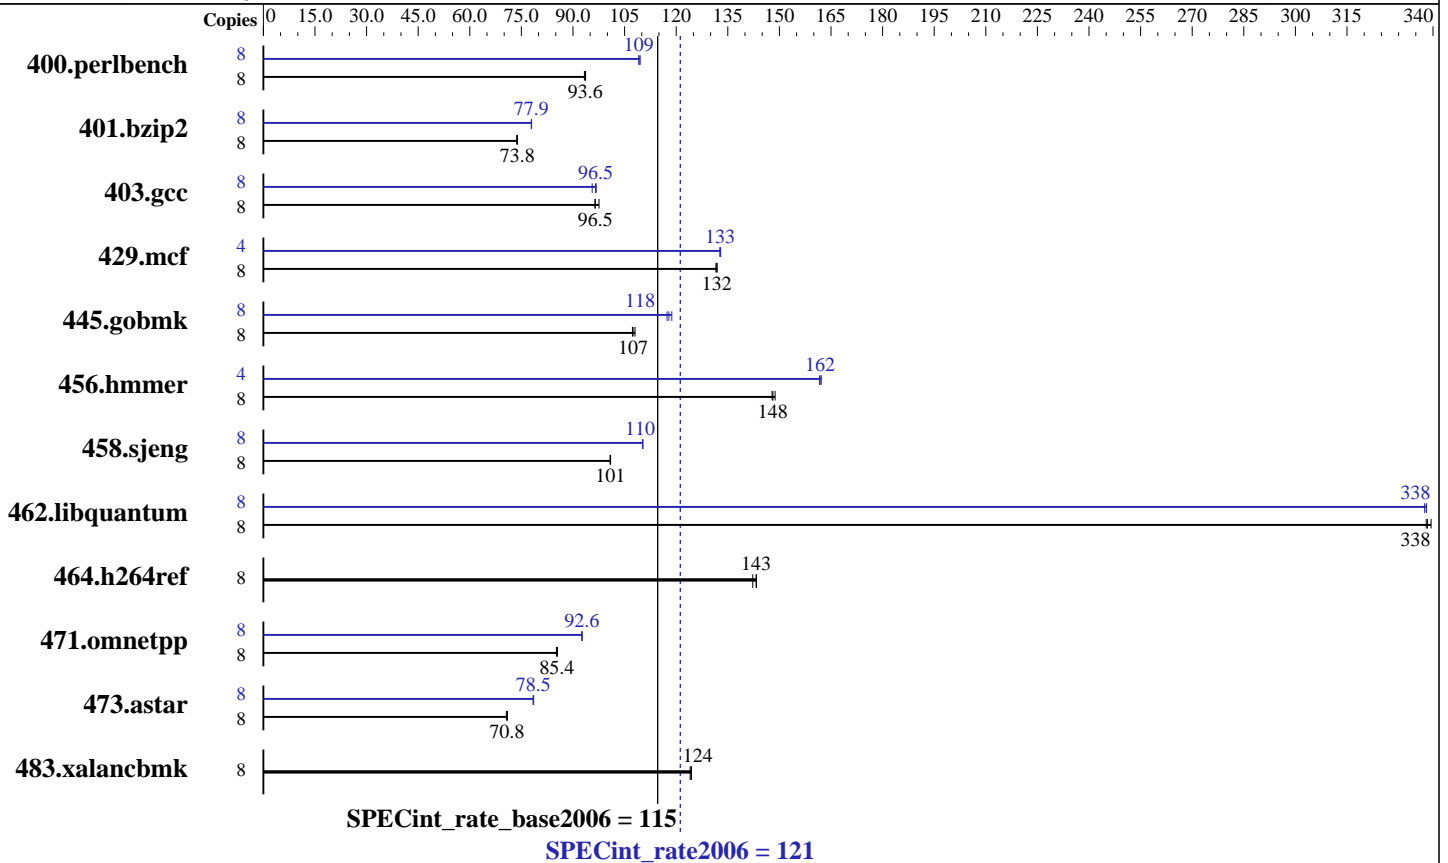 Copies 0 15.0 30.0 45.0 60.0 75.0 90.0 105 120 135 150 165 180 195 210 225 240 255 270 285 300 315 340
109
400.perlbench 8
8
93.6
77.9
401.bzip2 8
8
73.8
96.5
403.gcc 8
8
96.5
133
429.mcf 4
8
132
118
445.gobmk 8
8
107
162
456.hmmer 4
8
148
110
458.sjeng 8
8
101
338
462.libquantum 8
8
338
143
464.h264ref 8
92.6
471.omnetpp 8
8
85.4
78.5
473.astar 8
8
70.8
124
483.xalancbmk 8
SPECint_rate_base2006 = 115
SPECint_rate2006 = 121